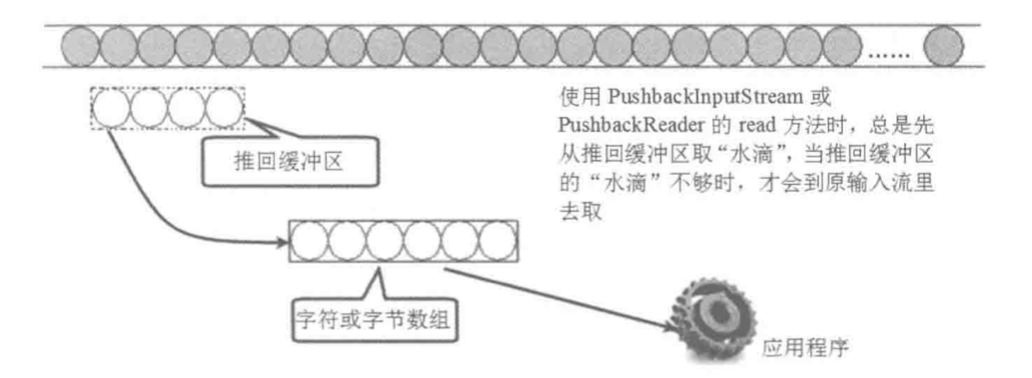 ……
使用 PushbackInputStream 或
PushbackReader 的 read 方法时，总是先
从推回缓冲区取“水滴”，当推回缓冲区
的“水滴”不够时，才会到原输入流里
去取
推回缓冲区
字符或字节数组
应用程序